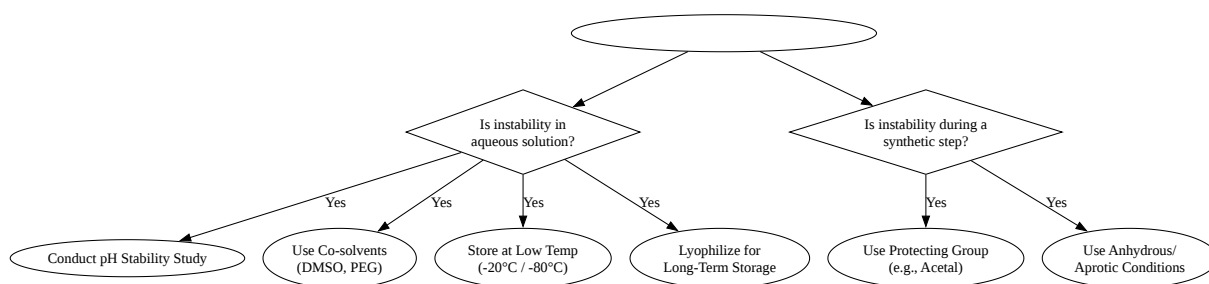 Is instability in
aqueous solution?
Is instability during a
synthetic step?
Yes
Yes
Yes
Yes
Yes
Yes
Conduct pH Stability Study
Use Co-solvents
(DMSO, PEG)
Store at Low Temp
(-20°C / -80°C)
Lyophilize for
Long-Term Storage
Use Protecting Group
(e.g., Acetal)
Use Anhydrous/
Aprotic Conditions